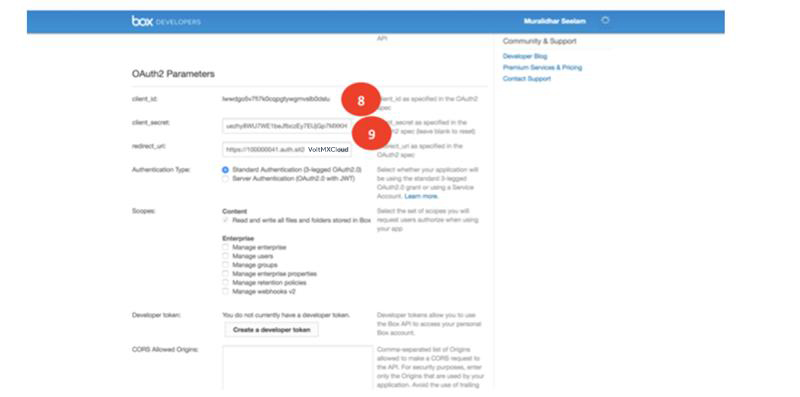 box DEVELOPERS
Muralidhar Seelam
API
Community & Support
Developer Blog
Premium Services & Pricing
Contact Support
OAuth2 Parameters
client_id:
8
client_id as specified in the OAuth2
spec
client_secret:
9
client_secret as specified in the
OAuth2 spec (leave blank to reset)
redirect_uri:
https://100000041.auth.sit2 VoltMXCloud
redirect_uri as specified in the
OAuth2 spec
Authentication Type:
Standard Authentication (3-legged OAuth2.0)
Server Authentication (OAuth2.0 with JWT)
Select whether your application will
be using the standard 3-legged
OAuth2.0 grant or using a Service
Account. Learn more.
Scopes:
Content
Read and write all files and folders stored in Box
Select the set of scopes you will
request users authorize when using
your app
Enterprise
Manage enterprise
Manage users
Manage groups
Manage enterprise properties
Manage retention policies
Manage webhooks v2
Developer token:
You do not currently have a developer token.
Create a developer token
Developer tokens allow you to use
the Box API to access your personal
Box account.
CORS Allowed Origins:
Comma-separated list of Origins
allowed to make a CORS request to
the API. For security purposes, enter
only the Origins that are used by your
application. Avoid the use of trailing